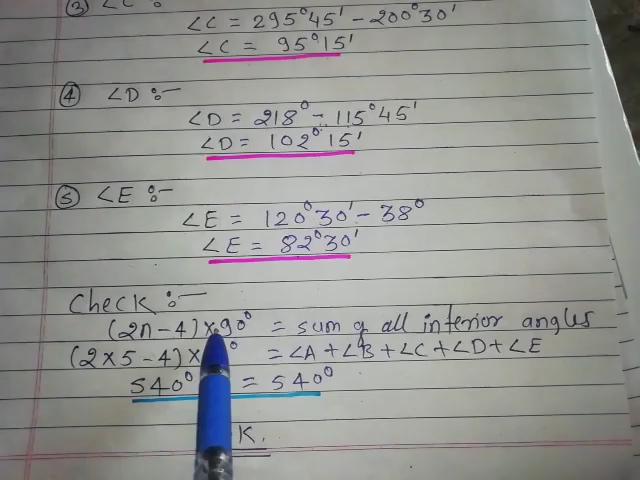 ③ ∠C :
∠C = 295°45' - 200°30'
∠C = 95°15'
④ ∠D :-
∠D = 218° - 115°45'
∠D = 102°15'
⑤ ∠E :-
∠E = 120°30' - 38°
∠E = 82°30'
Check :-
(2n-4)×90° = sum of all interior angles
(2×5-4)× ° = ∠A+∠B+∠C+∠D+∠E
540° = 540°
K.